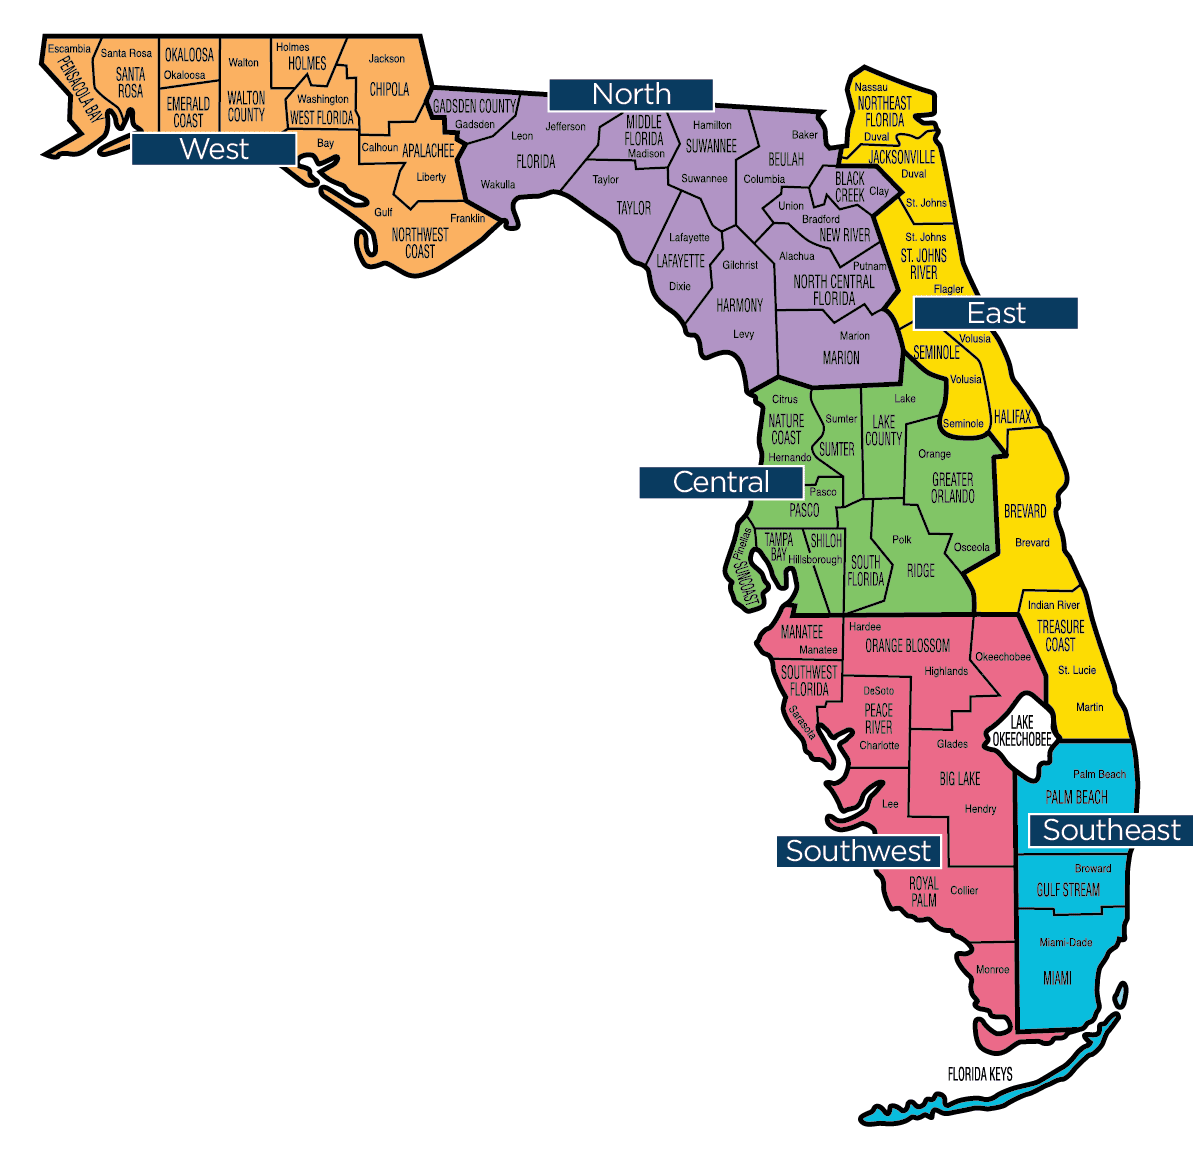 Escambia
PENSACOLA BAY
Santa Rosa
SANTA
ROSA
OKALOOSA
Okaloosa
EMERALD
COAST
Walton
WALTON
COUNTY
Holmes
HOLMES
Washington
WEST FLORIDA
Jackson
CHIPOLA
West
Bay
Calhoun
APALACHEE
Liberty
Gulf
Franklin
NORTHWEST
COAST
North
GADSDEN COUNTY
Gadsden
Leon
Jefferson
FLORIDA
Wakulla
MIDDLE
FLORIDA
Madison
Hamilton
SUWANNEE
Suwannee
Baker
BEULAH
Columbia
Taylor
TAYLOR
BLACK
CREEK
Clay
Union
Bradford
NEW RIVER
Lafayette
LAFAYETTE
Dixie
Gilchrist
HARMONY
Levy
Alachua
Putnam
NORTH CENTRAL
FLORIDA
Marion
MARION
Nassau
NORTHEAST
FLORIDA
Duval
JACKSONVILLE
Duval
St. Johns
St. Johns
ST. JOHNS
RIVER
Flagler
East
Volusia
SEMINOLE
Volusia
Seminole
HALIFAX
BREVARD
Brevard
Indian River
TREASURE
COAST
St. Lucie
Martin
Citrus
NATURE
COAST
Hernando
Sumter
SUMTER
Lake
LAKE
COUNTY
Orange
GREATER
ORLANDO
Osceola
Central
Pasco
PASCO
Pinellas
SUNCOAST
TAMPA
BAY
SHILOH
Hillsborough
SOUTH
FLORIDA
Polk
RIDGE
MANATEE
Manatee
Hardee
ORANGE BLOSSOM
Highlands
Okeechobee
SOUTHWEST
FLORIDA
Sarasota
DeSoto
PEACE
RIVER
Charlotte
LAKE
OKEECHOBEE
Glades
BIG LAKE
Hendry
Lee
Southwest
ROYAL
PALM
Collier
Monroe
Palm Beach
PALM BEACH
Southeast
Broward
GULF STREAM
Miami-Dade
MIAMI
FLORIDA KEYS